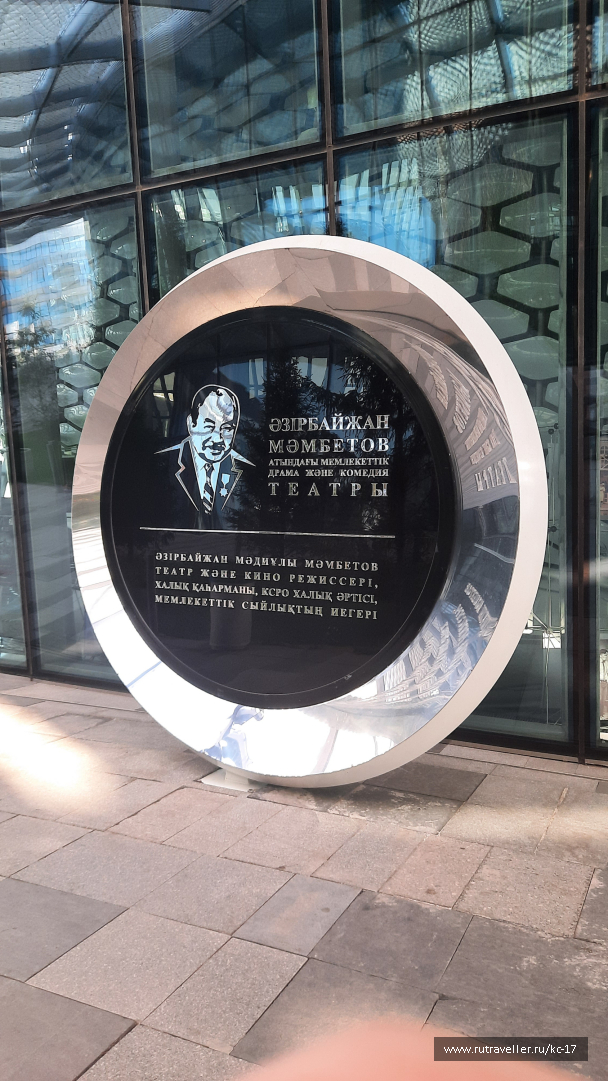 ӘЗІРБАЙЖАН
МӘМБЕТОВ
АТЫНДАҒЫ МЕМЛЕКЕТТІК
ДРАМА ЖӘНЕ КОМЕДИЯ
ТЕАТРЫ
ӘЗІРБАЙЖАН МӘДИҰЛЫ МӘМБЕТОВ
ТЕАТР ЖӘНЕ КИНО РЕЖИССЕРІ,
ХАЛЫҚ ҚАҺАРМАНЫ, КСРО ХАЛЫҚ ӘРТІСІ,
МЕМЛЕКЕТТІК СЫЙЛЫҚТЫҢ ИЕГЕРІ
www.rutraveller.ru/kc-17